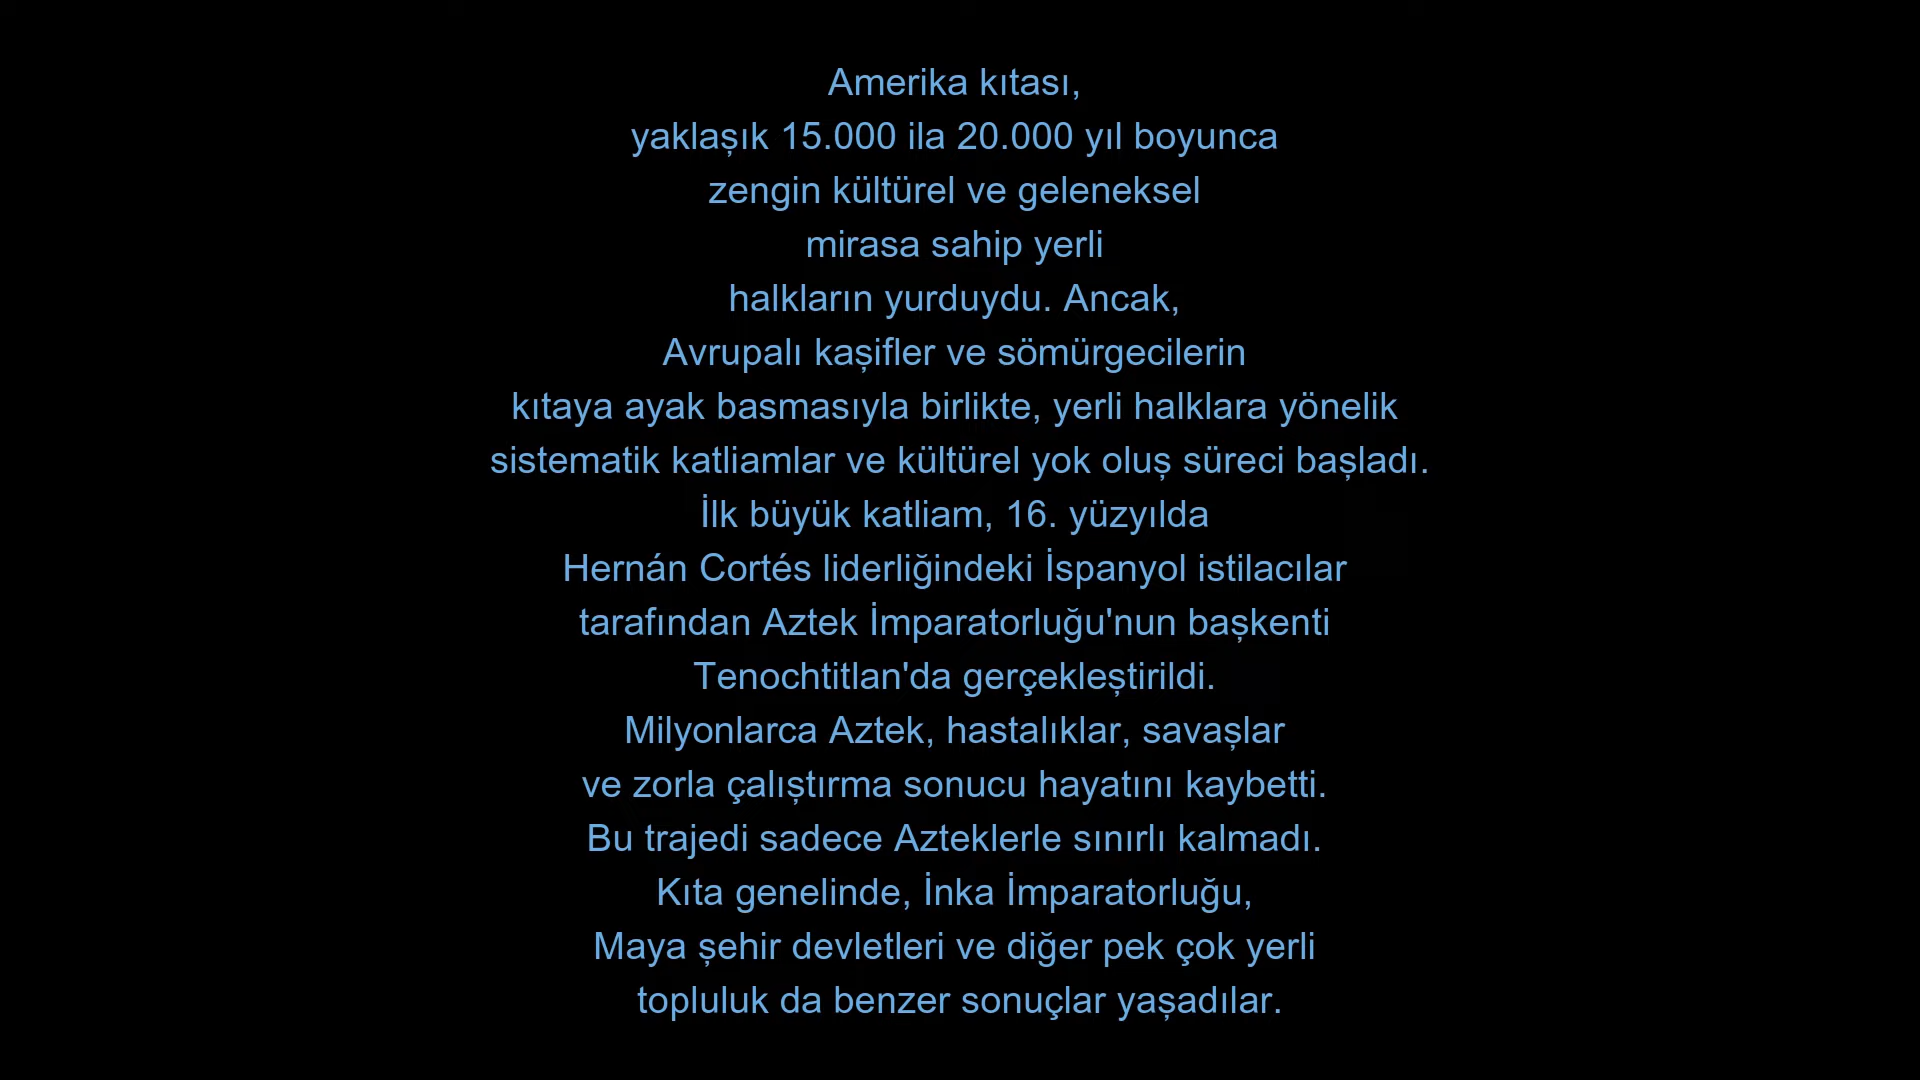 Amerika kıtası,
yaklaşık 15.000 ila 20.000 yıl boyunca
zengin kültürel ve geleneksel
mirasa sahip yerli
halkların yurduydu. Ancak,
Avrupalı kaşifler ve sömürgecilerin
kıtaya ayak basmasıyla birlikte, yerli halklara yönelik
sistematik katliamlar ve kültürel yok oluş süreci başladı.
İlk büyük katliam, 16. yüzyılda
Hernán Cortés liderliğindeki İspanyol istilacılar
tarafından Aztek İmparatorluğu'nun başkenti
Tenochtitlan'da gerçekleştirildi.
Milyonlarca Aztek, hastalıklar, savaşlar
ve zorla çalıştırma sonucu hayatını kaybetti.
Bu trajedi sadece Azteklerle sınırlı kalmadı.
Kıta genelinde, İnka İmparatorluğu,
Maya şehir devletleri ve diğer pek çok yerli
topluluk da benzer sonuçlar yaşadılar.